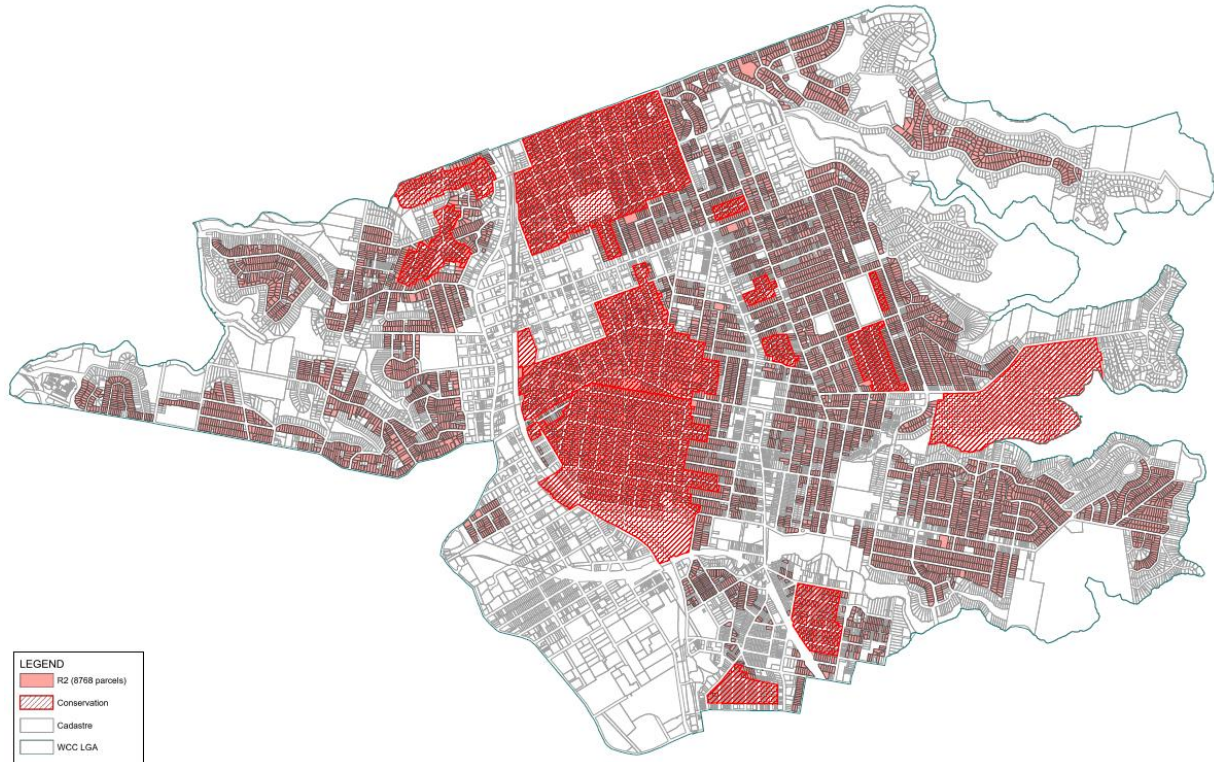 LEGEND
R2 (8768 parcels)
Conservation
Cadastre
WCC LGA